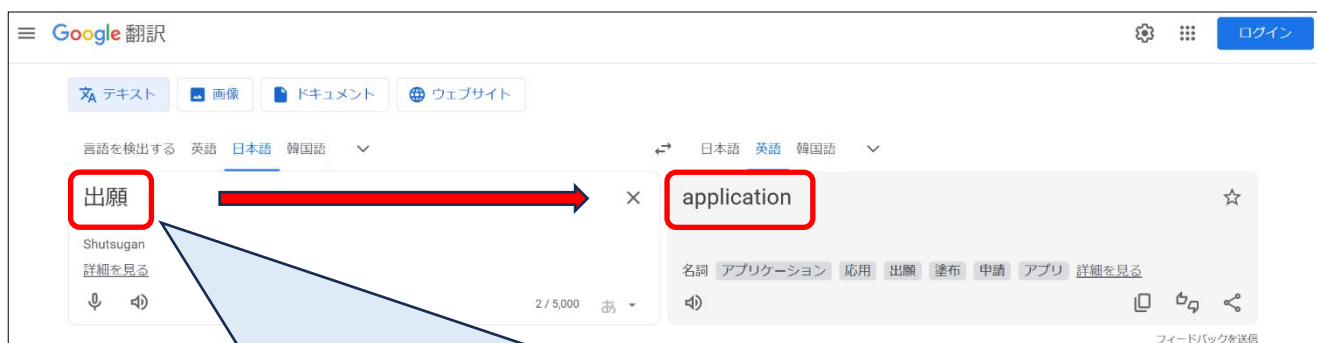 Google 翻訳
ログイン
テキスト 画像 ドキュメント ウェブサイト
言語を検出する 英語 日本語 韓国語
日本語 英語 韓国語
出願
application
Shutsugan
詳細を見る
名詞 アプリケーション 応用 出願 塗布 申請 アプリ 詳細を見る
2 / 5,000 あ
フィードバックを送信